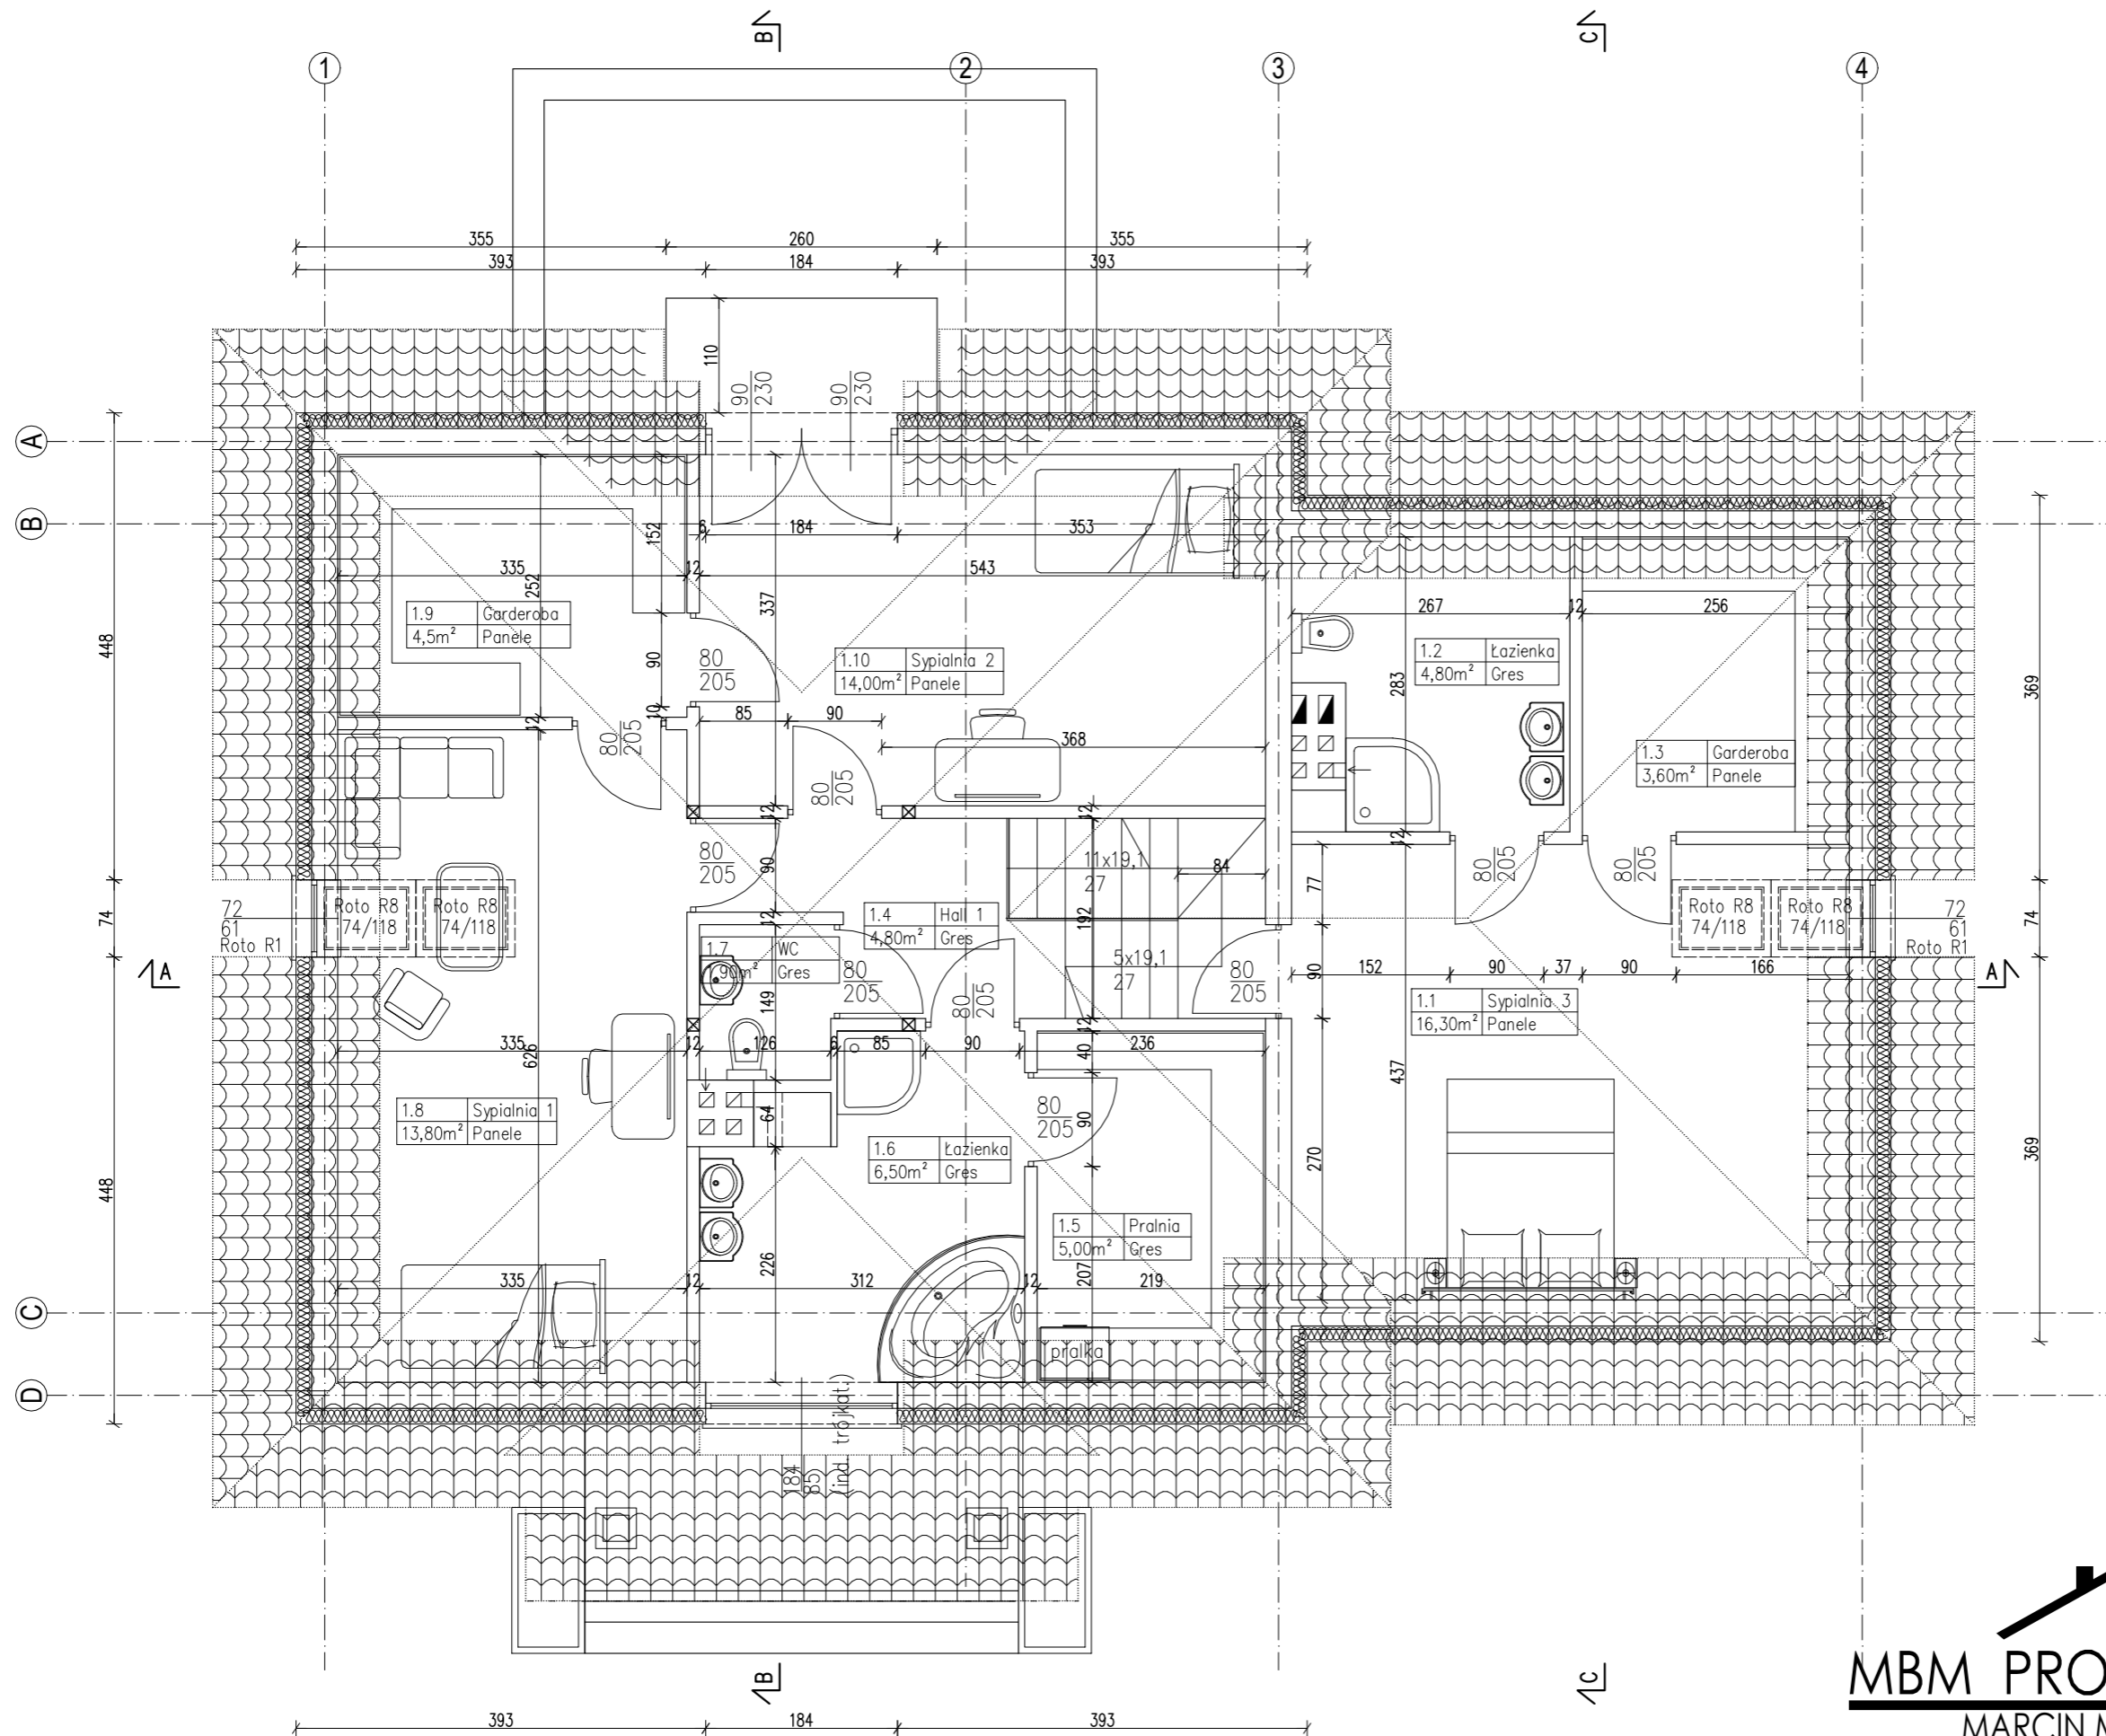 B C
1 2 3 4
355 260 355
393 184 393
110
90 230
90 230
A
B
C
D
448 74 448
369 74 369
6 184 353
152
252
335 12 543
337
90
10
12
1.9 Garderoba
4,5m² Panele
80 205
1.10 Sypialnia 2
14,00m² Panele
85 90
368
80 205
80 205
12
12
267 12 256
283
1.2 Łazienka
4,80m² Gres
1.3 Garderoba
3,60m² Panele
12
80 205
80 205
80 205
90
12
11x19,1
27
84
192
77
72
61
Roto R1
Roto R8
74/118
Roto R8
74/118
1.4 Hall 1
4,80m² Gres
1.7 WC
1,90m² Gres
149
80 205
80 205
5x19,1
27
80 205
90
Roto R8
74/118
Roto R8
74/118
72
61
Roto R1
A A
152 90 37 90 166
1.1 Sypialnia 3
16,30m² Panele
437
335 12 126 6 85 90 236
626
12
40
64
90
80 205
1.8 Sypialnia 1
13,80m² Panele
1.6 Łazienka
6,50m² Gres
270
1.5 Pralnia
5,00m² Gres
226
207
335 12 312 12 219
pralka
184
85
(ind. trójkąt.)
B C
393 184 393
MBM PRO
MARCIN M